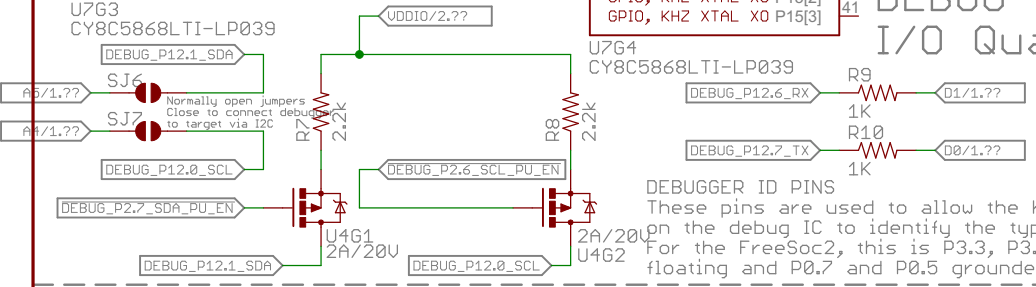 U7G3
CY8C5868LTI-LP039
VDDIO/2.??
GPIO, KHZ XTAL XO P15[3]
41
DEBUG
I/O Qua
DEBUG_P12.1_SDA
U7G4
CY8C5868LTI-LP039
SJ6
A5/1.??
Normally open jumpers
Close to connect debugger
to target via I2C
SJ7
A4/1.??
R7
2.2k
R8
2.2k
R9
DEBUG_P12.6_RX
D1/1.??
1K
R10
DEBUG_P12.7_TX
D0/1.??
1K
DEBUG_P12.0_SCL
DEBUG_P2.6_SCL_PU_EN
DEBUG_P2.7_SDA_PU_EN
U4G1
2A/20V
2A/20V
U4G2
DEBUG_P12.1_SDA
DEBUG_P12.0_SCL
DEBUGGER ID PINS
These pins are used to allow the
on the debug IC to identify the typ
For the FreeSoc2, this is P3.3, P3.
floating and P0.7 and P0.5 grounde